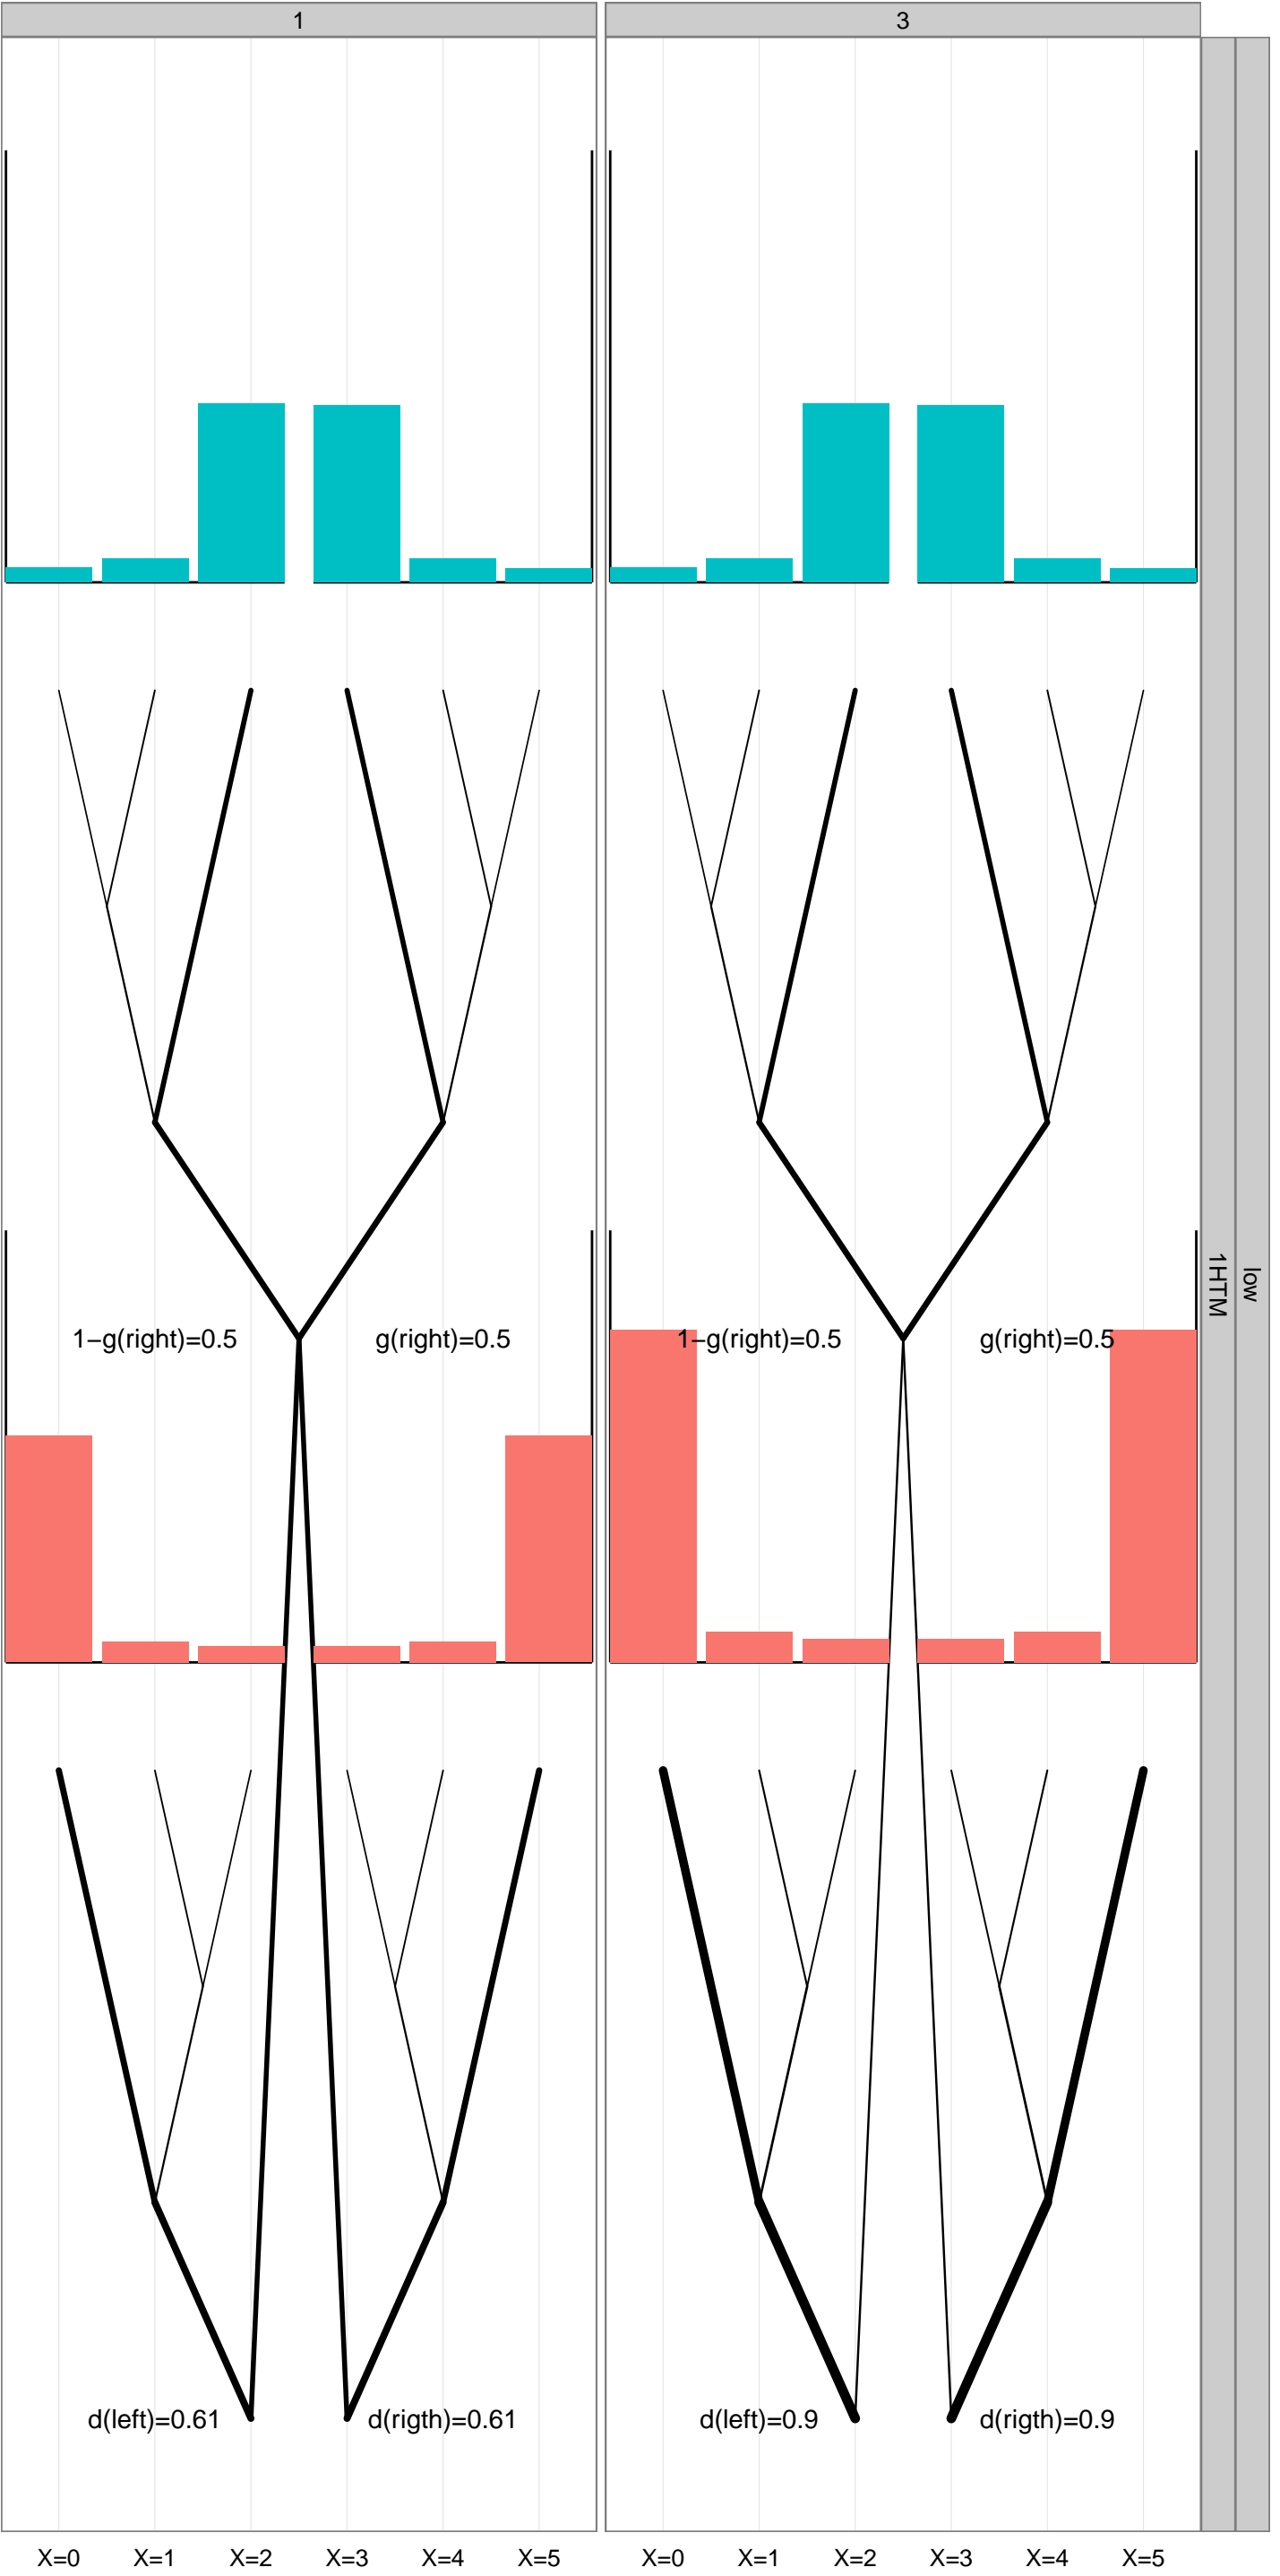 1
3
low
1HTM
1−g(right)=0.5
g(right)=0.5
1−g(right)=0.5
g(right)=0.5
d(left)=0.61
d(rigth)=0.61
d(left)=0.9
d(rigth)=0.9
X=0 X=1 X=2 X=3 X=4 X=5
X=0 X=1 X=2 X=3 X=4 X=5